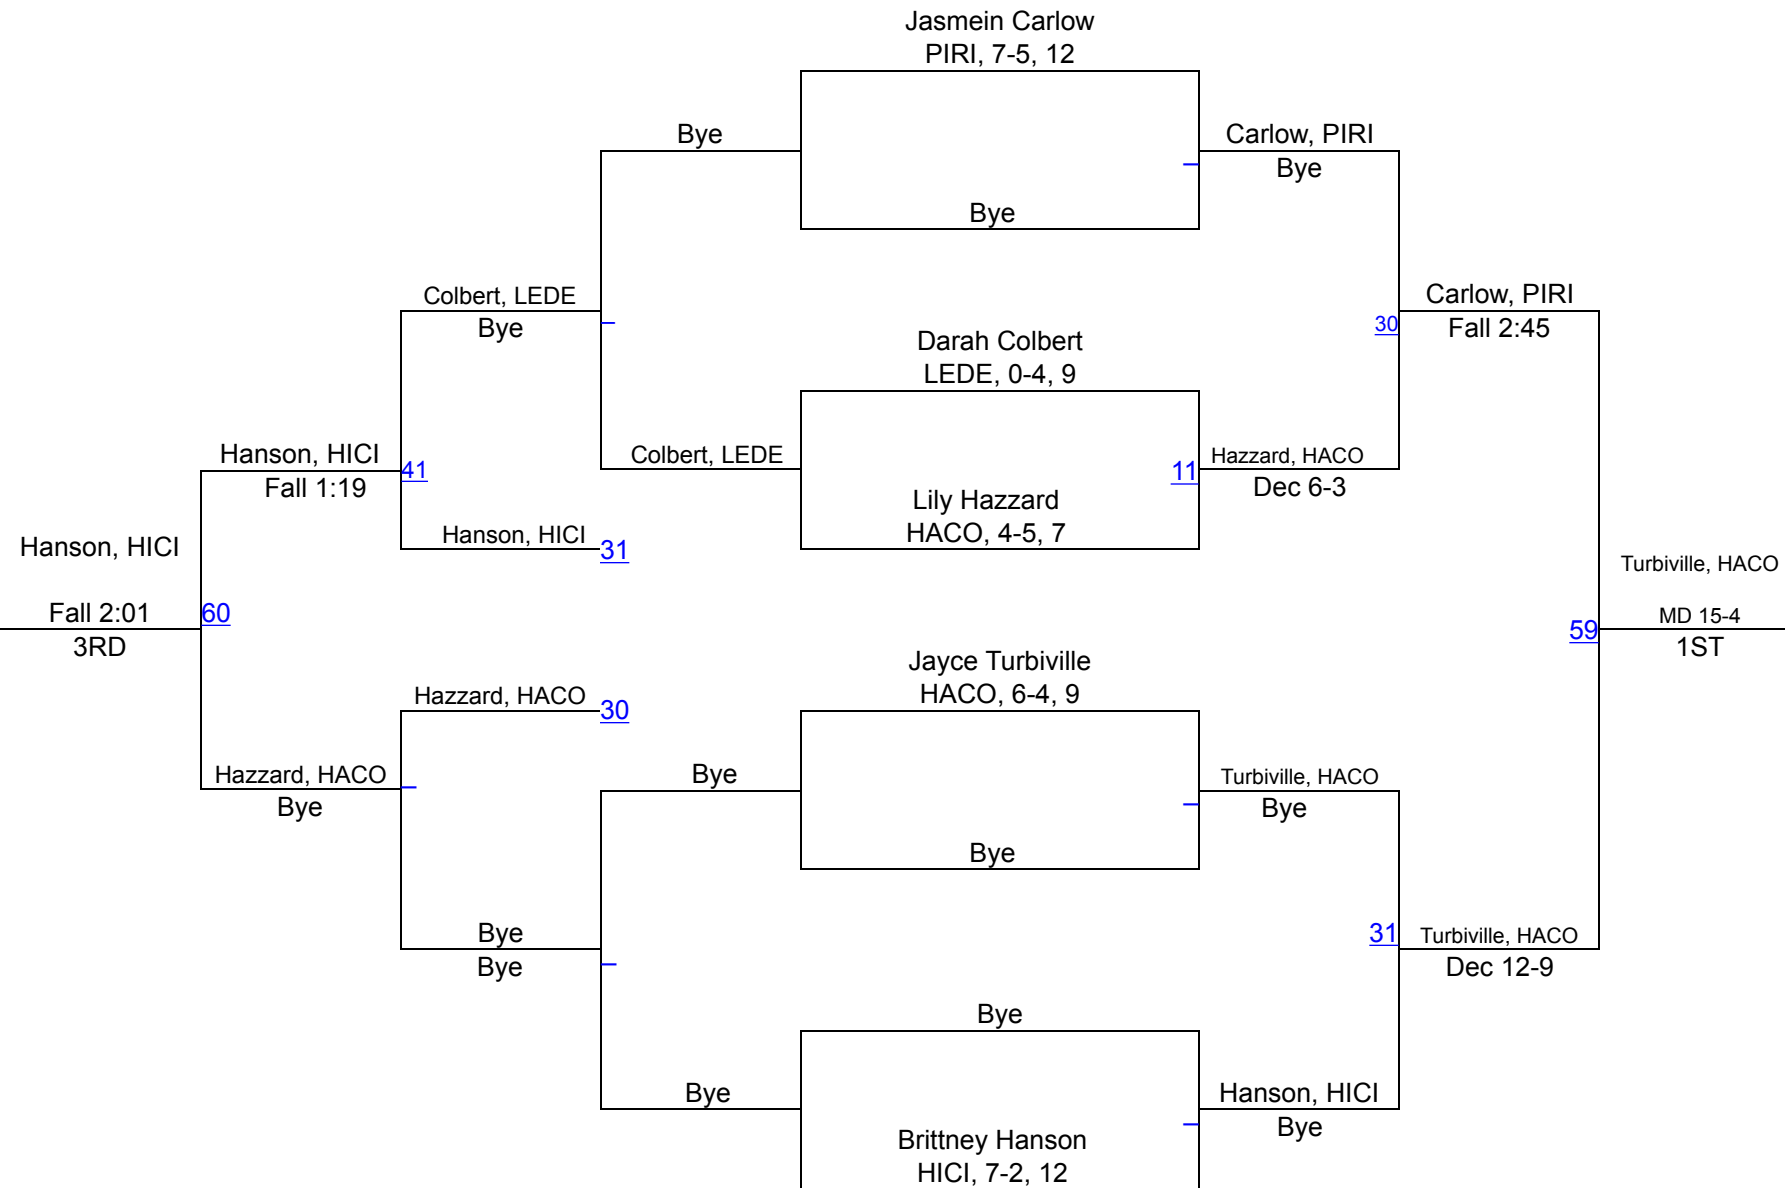 Jasmein Carlow
PIRI, 7-5, 12
Bye
Carlow, PIRI
Bye
Bye
Colbert, LEDE
Bye
Carlow, PIRI
30
Fall 2:45
Darah Colbert
LEDE, 0-4, 9
Hanson, HICI
41
Fall 1:19
Colbert, LEDE
11
Hazzard, HACO
Dec 6-3
Lily Hazzard
HACO, 4-5, 7
Hanson, HICI
31
Hanson, HICI
Fall 2:01
60
3RD
Turbiville, HACO
59
MD 15-4
1ST
Jayce Turbiville
HACO, 6-4, 9
Hazzard, HACO
30
Hazzard, HACO
Bye
Bye
Turbiville, HACO
Bye
Bye
Bye
Bye
31
Turbiville, HACO
Dec 12-9
Bye
Bye
Hanson, HICI
Bye
Brittney Hanson
HICI, 7-2, 12